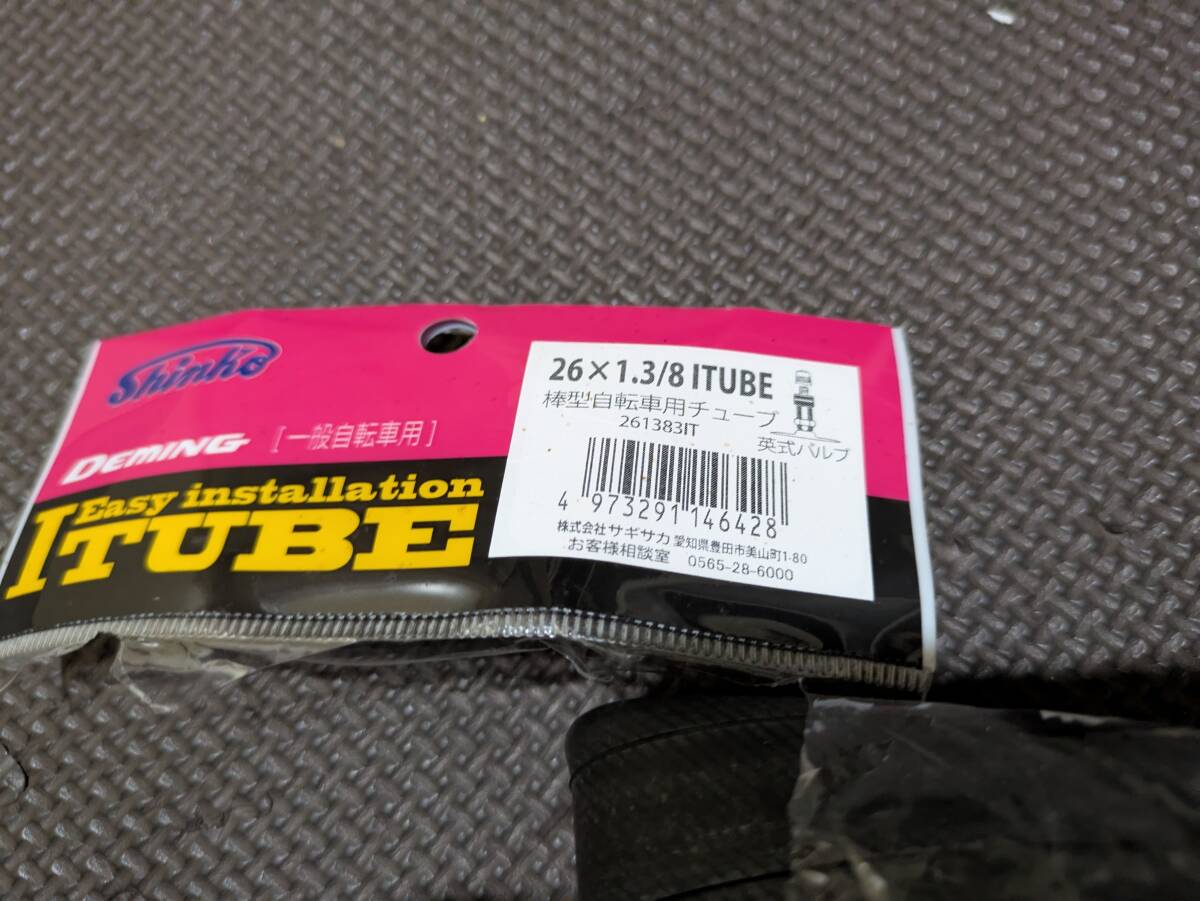 Shinko
DEMING
[一般自転車用]
Easy installation
ITUBE
26×1.3/8 ITUBE
棒型自転車用チューブ
261383IT
英式バルブ
4 973291 146428
株式会社サギサカ 愛知県豊田市美山町1-80
お客様相談室 0565-28-6000